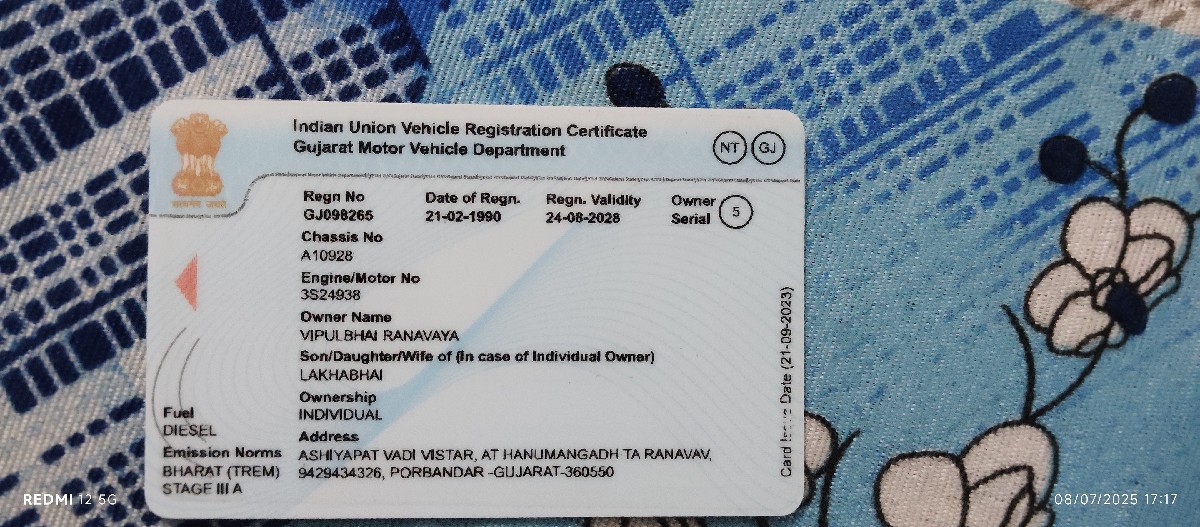 Indian Union Vehicle Registration Certificate
Gujarat Motor Vehicle Department
NT GJ
Regn No Date of Regn. Regn. Validity Owner Serial 5
GJ098265 21-02-1990 24-08-2028
Chassis No
A10928
Engine/Motor No
3S24938
Owner Name
VIPULBHAI RANAVAYA
Son/Daughter/Wife of (In case of Individual Owner)
LAKHABHAI
Ownership
INDIVIDUAL
Fuel
DIESEL
Address
Emission Norms
ASHIYAPAT VADI VISTAR, AT HANUMANGADH TA RANAVAV,
BHARAT (TREM)
9429434326, PORBANDAR -GUJARAT-360550
STAGE III A
Card Issue Date (21-09-2023)
REDMI 12 5G
08/07/2025 17:17